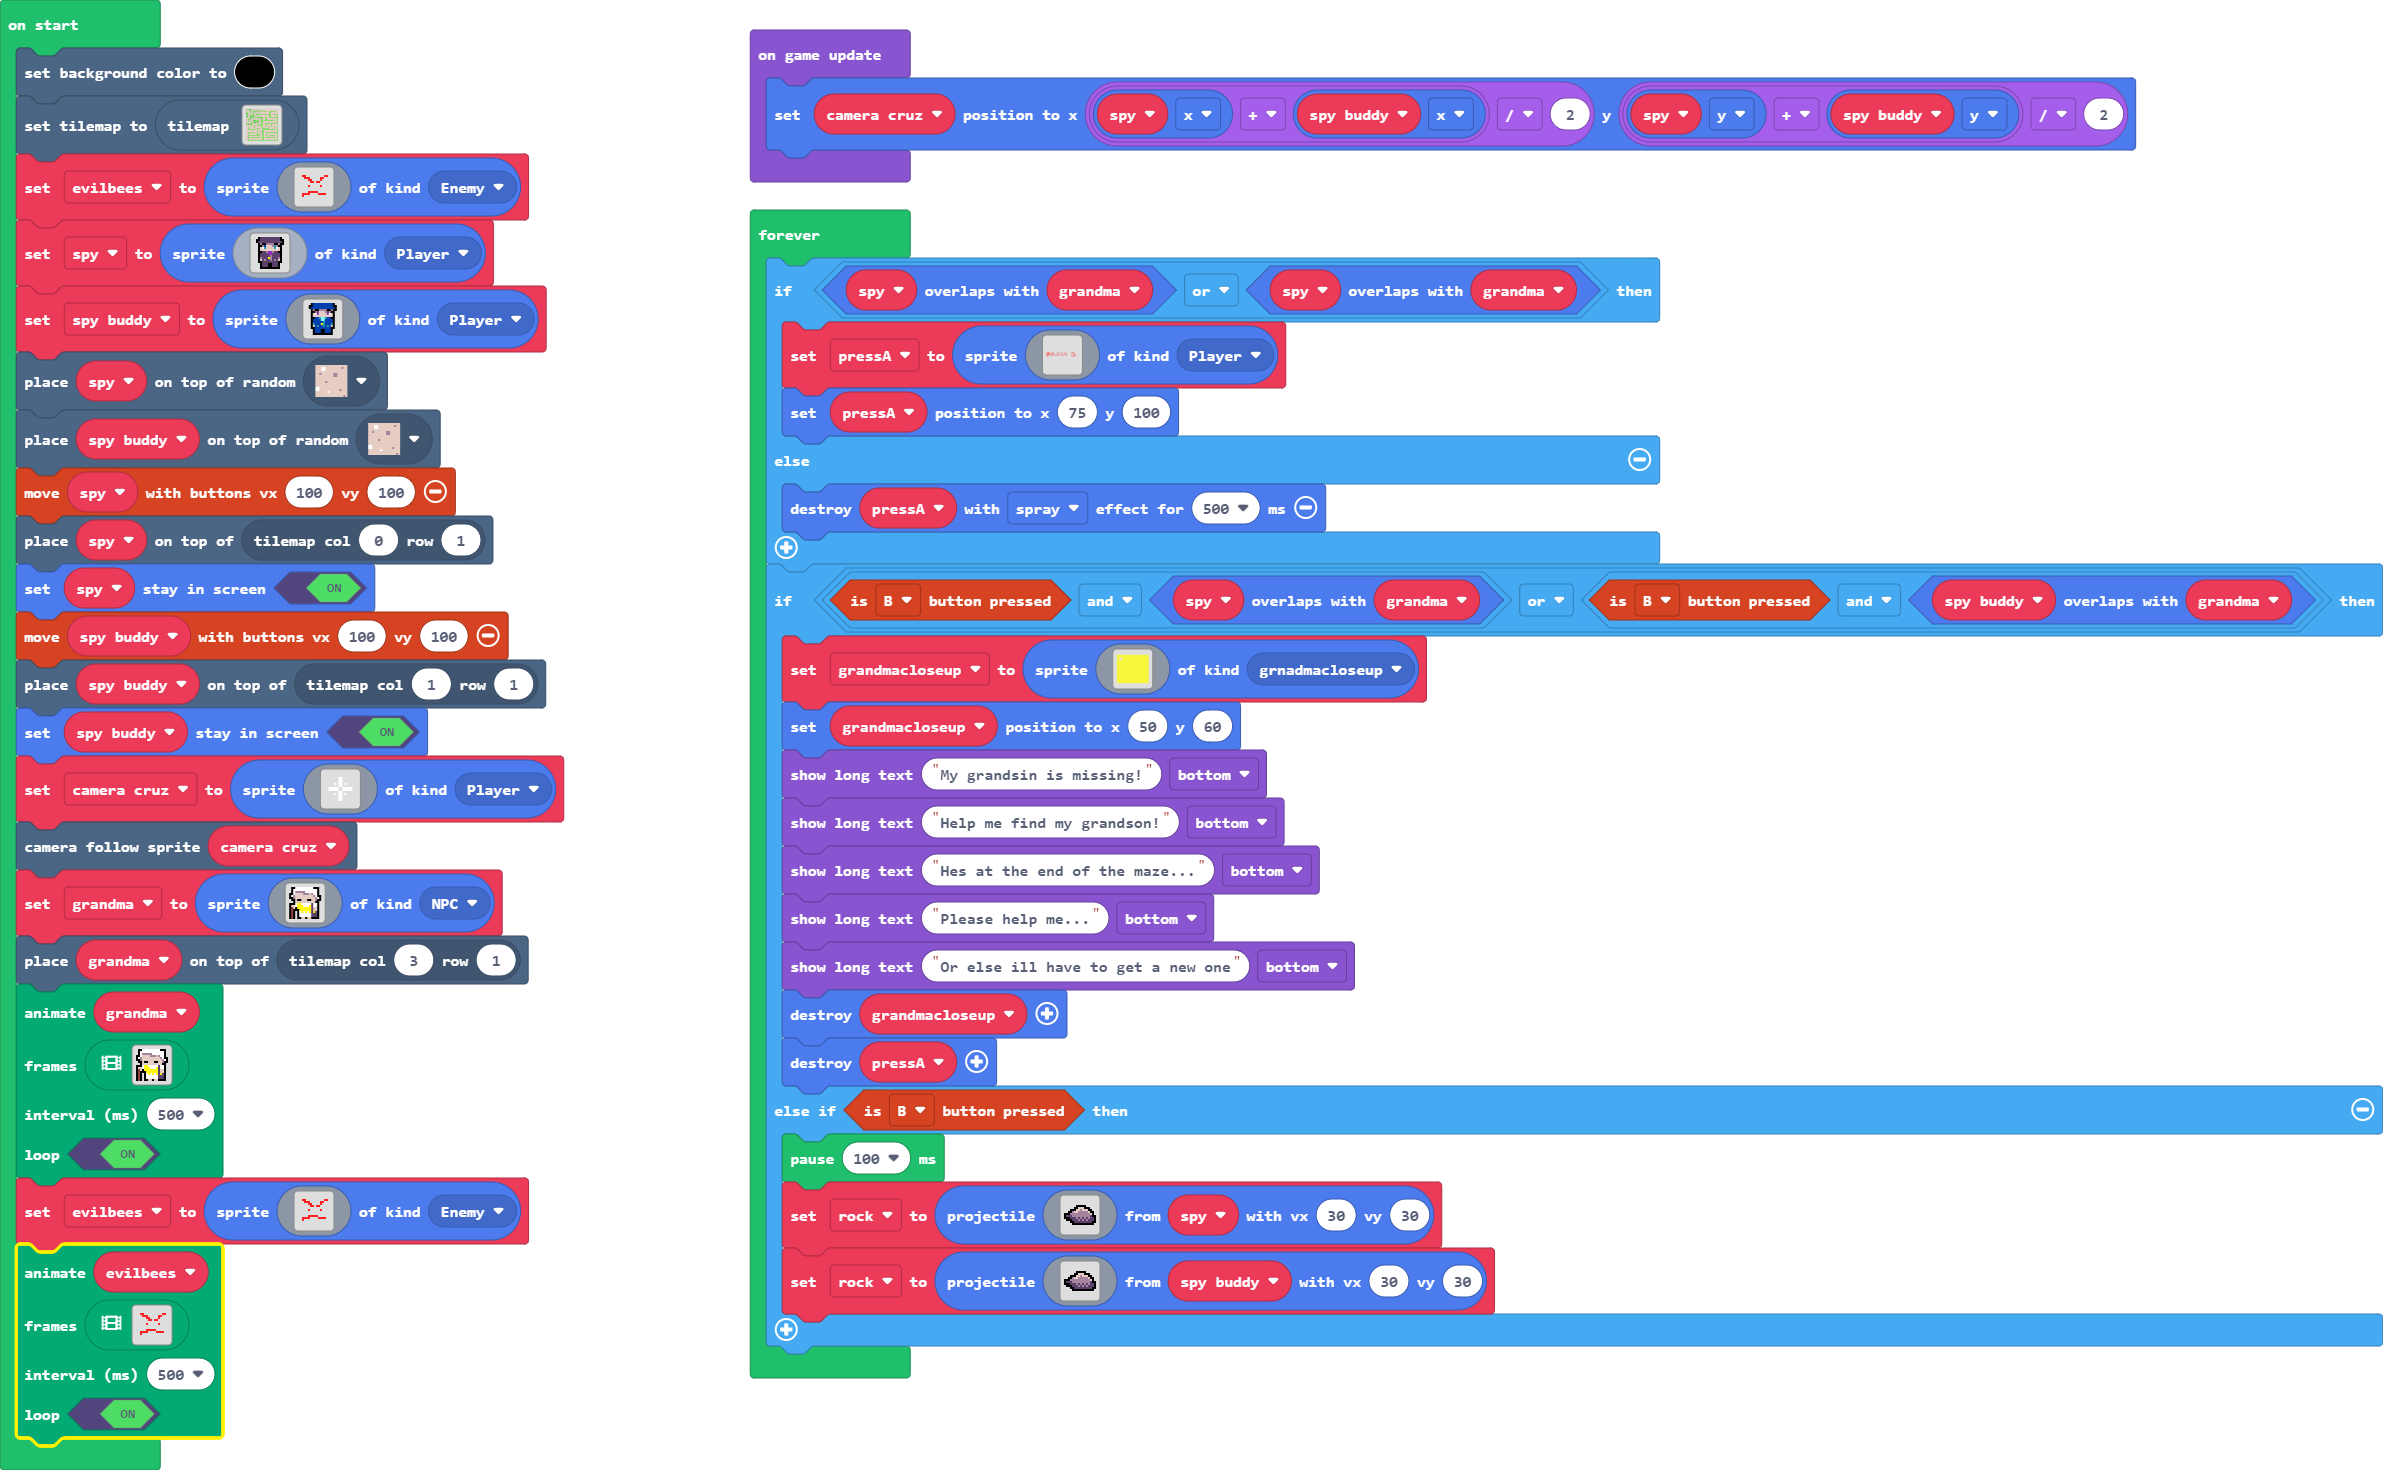 on start
set background color to
set tilemap to tilemap
set evilbees to sprite of kind Enemy
set spy to sprite of kind Player
set spy buddy to sprite of kind Player
place spy on top of random
place spy buddy on top of random
move spy with buttons vx 100 vy 100
place spy on top of tilemap col 0 row 1
set spy stay in screen ON
move spy buddy with buttons vx 100 vy 100
place spy buddy on top of tilemap col 1 row 1
set spy buddy stay in screen ON
set camera cruz to sprite of kind Player
camera follow sprite camera cruz
set grandma to sprite of kind NPC
place grandma on top of tilemap col 3 row 1
animate grandma
frames
interval (ms) 500
loop ON
set evilbees to sprite of kind Enemy
animate evilbees
frames
interval (ms) 500
loop ON
on game update
set camera cruz position to x spy x + spy buddy x / 2 y spy y + spy buddy y / 2
forever
if spy overlaps with grandma or spy overlaps with grandma then
set pressA to sprite of kind Player
set pressA position to x 75 y 100
else
destroy pressA with spray effect for 500 ms
if is B button pressed and spy overlaps with grandma or is B button pressed and spy buddy overlaps with grandma then
set grandmacloseup to sprite of kind grnadmacloseup
set grandmacloseup position to x 50 y 60
show long text "My grandsin is missing!" bottom
show long text "Help me find my grandson!" bottom
show long text "Hes at the end of the maze..." bottom
show long text "Please help me..." bottom
show long text "Or else ill have to get a new one" bottom
destroy grandmacloseup
destroy pressA
else if is B button pressed then
pause 100 ms
set rock to projectile from spy with vx 30 vy 30
set rock to projectile from spy buddy with vx 30 vy 30